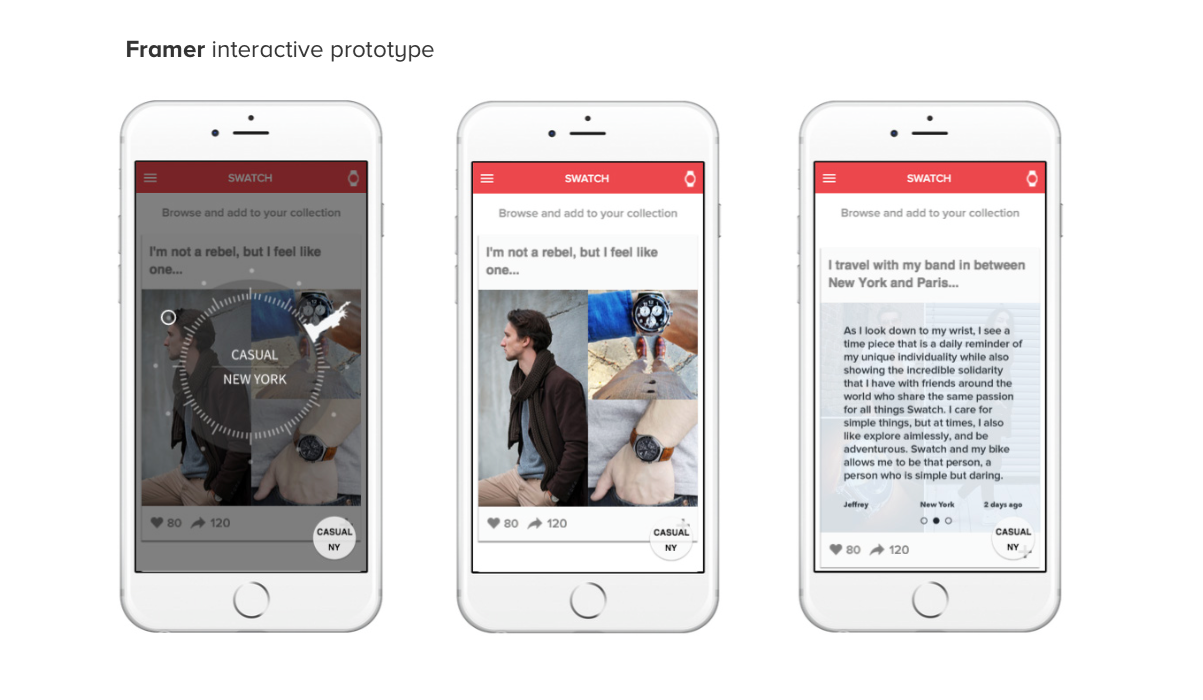 Framer interactive prototype
SWATCH
Browse and add to your collection
I'm not a rebel, but I feel like
one...
CASUAL
NEW YORK
80 120
CASUAL
NY
SWATCH
Browse and add to your collection
I'm not a rebel, but I feel like
one...
80 120
CASUAL
NY
SWATCH
Browse and add to your collection
I travel with my band in between
New York and Paris...
As I look down to my wrist, I see a
time piece that is a daily reminder of
my unique individuality while also
showing the incredible solidarity
that I have with friends around the
world who share the same passion
for all things Swatch. I care for
simple things, but at times, I also
like explore aimlessly, and be
adventurous. Swatch and my bike
allows me to be that person, a
person who is simple but daring.
Jeffrey New York 2 days ago
80 120
CASUAL
NY